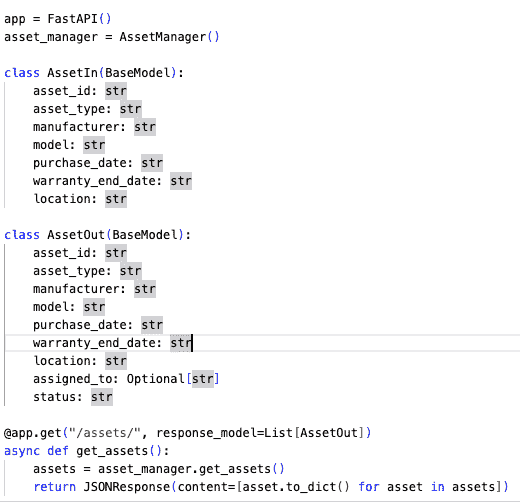 app = FastAPI()
asset_manager = AssetManager()
class AssetIn(BaseModel):
    asset_id: str
    asset_type: str
    manufacturer: str
    model: str
    purchase_date: str
    warranty_end_date: str
    location: str
class AssetOut(BaseModel):
    asset_id: str
    asset_type: str
    manufacturer: str
    model: str
    purchase_date: str
    warranty_end_date: str
    location: str
    assigned_to: Optional[str]
    status: str
@app.get("/assets/", response_model=List[AssetOut])
async def get_assets():
    assets = asset_manager.get_assets()
    return JSONResponse(content=[asset.to_dict() for asset in assets])